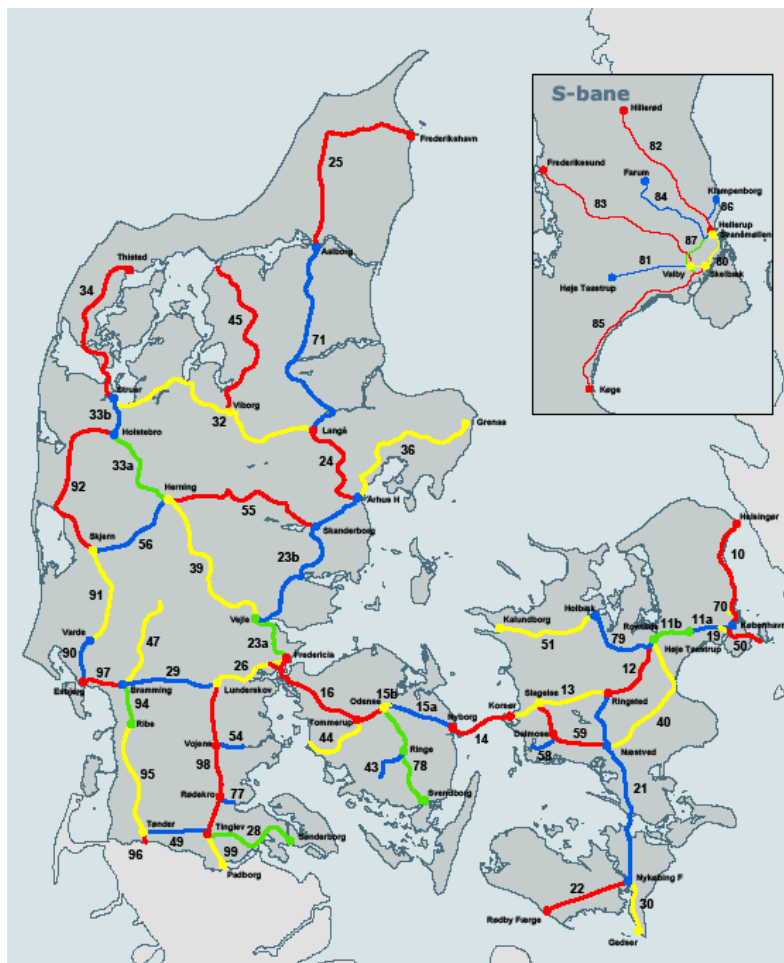 S-bane
Hillerød
82
Frederikssund
Farum
Klampenborg
83
84
86
Hellerup
Svanemøllen
87
81
80
Valby
Skelbæk
Høje Taastrup
85
Køge
Frederikshavn
25
Aalborg
Thisted
34
45
71
Struer
33b
Viborg
32
Holstebro
Langå
Grenaa
36
33a
24
92
Herning
55
Århus H
Skjern
56
Skanderborg
23b
39
91
47
Vejle
Varde
90
23a
Fredericia
97
29
26
Esbjerg
Bramming
Lunderskov
94
Ribe
16
Odense
15b
15a
Tommerup
Nyborg
Korsør
14
44
Vojens
54
98
Ringe
43
78
95
Rødekro
77
Svendborg
Tønder
Tinglev
28
Sønderborg
96
49
99
Padborg
Helsingør
10
Kalundborg
Holbæk
70
København
51
79
Roskilde
11b
11a
19
50
Høje Taastrup
12
Slagelse
13
Ringsted
40
Dalmose
59
58
Næstved
21
Nykøbing F
22
30
Rødby Færge
Gedser